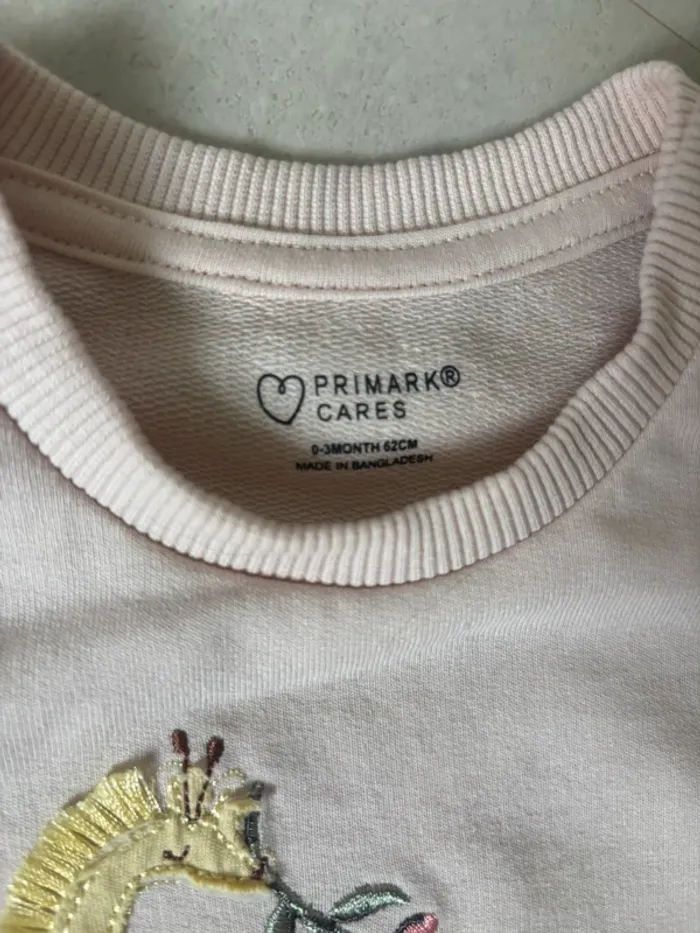 PRIMARK®
CARES
0-3MONTH 62CM
MADE IN BANGLADESH